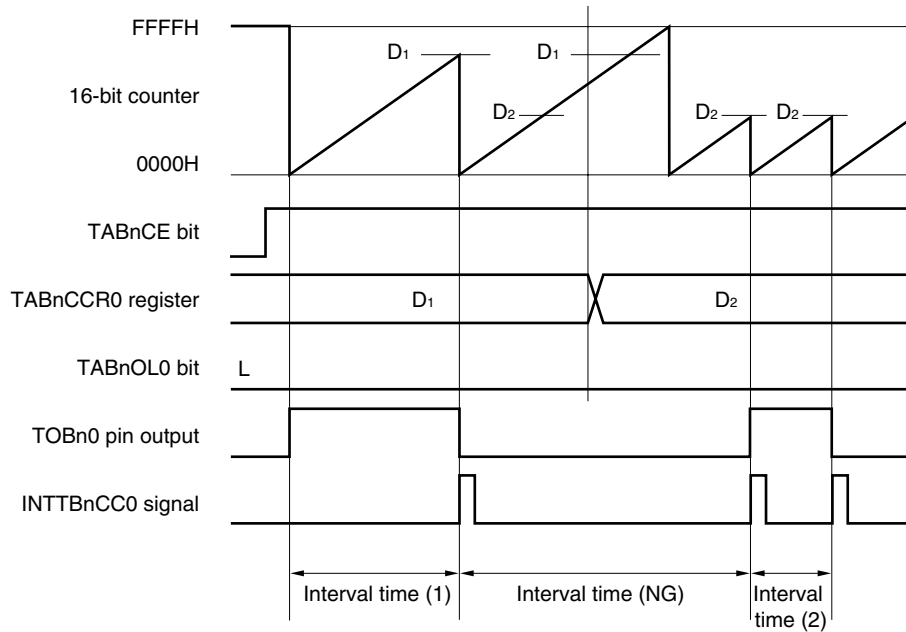 FFFFH
D1 D1
16-bit counter
D2 D2 D2
0000H
TABnCE bit
TABnCCR0 register D1 D2
TABnOL0 bit L
TOBn0 pin output
INTTBnCC0 signal
Interval time (1) Interval time (NG) Interval
time (2)